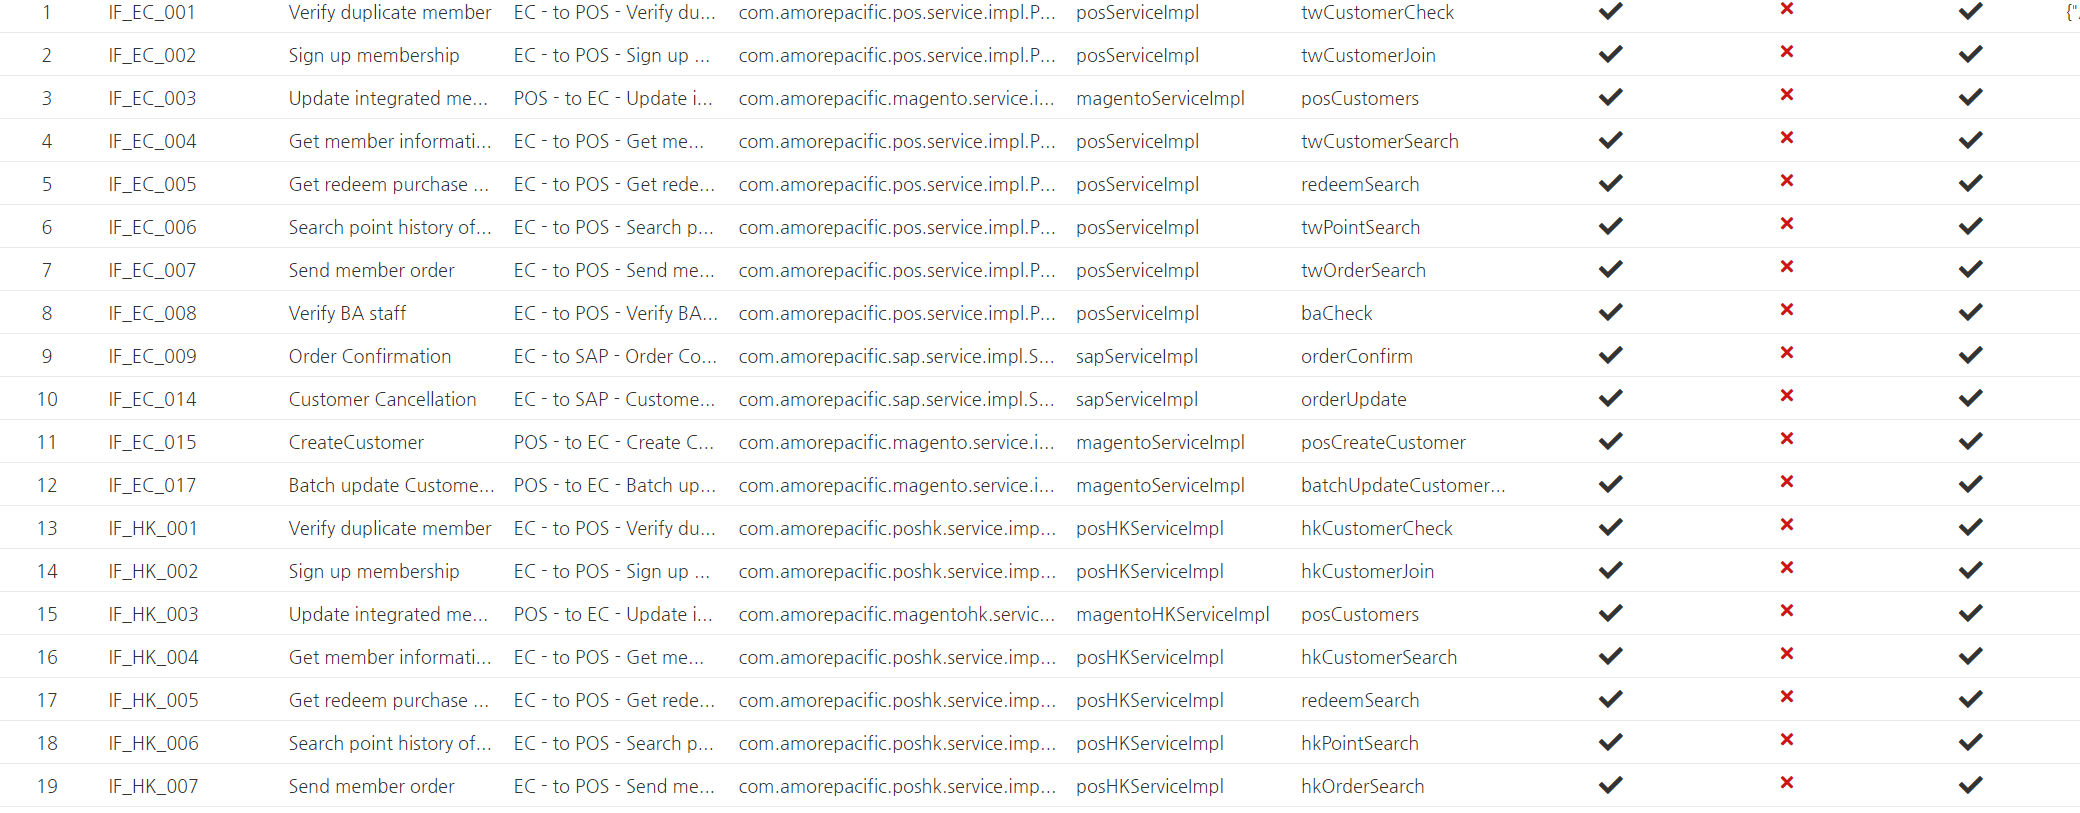 1 IF_EC_001 Verify duplicate member EC - to POS - Verify du... com.amorepacific.pos.service.impl.P... posServiceImpl twCustomerCheck ✔ ✖ ✔ {"
2 IF_EC_002 Sign up membership EC - to POS - Sign up ... com.amorepacific.pos.service.impl.P... posServiceImpl twCustomerJoin ✔ ✖ ✔
3 IF_EC_003 Update integrated me... POS - to EC - Update i... com.amorepacific.magento.service.i... magentoServiceImpl posCustomers ✔ ✖ ✔
4 IF_EC_004 Get member informati... EC - to POS - Get me... com.amorepacific.pos.service.impl.P... posServiceImpl twCustomerSearch ✔ ✖ ✔
5 IF_EC_005 Get redeem purchase ... EC - to POS - Get rede... com.amorepacific.pos.service.impl.P... posServiceImpl redeemSearch ✔ ✖ ✔
6 IF_EC_006 Search point history of... EC - to POS - Search p... com.amorepacific.pos.service.impl.P... posServiceImpl twPointSearch ✔ ✖ ✔
7 IF_EC_007 Send member order EC - to POS - Send me... com.amorepacific.pos.service.impl.P... posServiceImpl twOrderSearch ✔ ✖ ✔
8 IF_EC_008 Verify BA staff EC - to POS - Verify BA... com.amorepacific.pos.service.impl.P... posServiceImpl baCheck ✔ ✖ ✔
9 IF_EC_009 Order Confirmation EC - to SAP - Order Co... com.amorepacific.sap.service.impl.S... sapServiceImpl orderConfirm ✔ ✖ ✔
10 IF_EC_014 Customer Cancellation EC - to SAP - Custome... com.amorepacific.sap.service.impl.S... sapServiceImpl orderUpdate ✔ ✖ ✔
11 IF_EC_015 CreateCustomer POS - to EC - Create C... com.amorepacific.magento.service.i... magentoServiceImpl posCreateCustomer ✔ ✖ ✔
12 IF_EC_017 Batch update Custome... POS - to EC - Batch up... com.amorepacific.magento.service.i... magentoServiceImpl batchUpdateCustomer... ✔ ✖ ✔
13 IF_HK_001 Verify duplicate member EC - to POS - Verify du... com.amorepacific.poshk.service.imp... posHKServiceImpl hkCustomerCheck ✔ ✖ ✔
14 IF_HK_002 Sign up membership EC - to POS - Sign up ... com.amorepacific.poshk.service.imp... posHKServiceImpl hkCustomerJoin ✔ ✖ ✔
15 IF_HK_003 Update integrated me... POS - to EC - Update i... com.amorepacific.magentohk.servic... magentoHKServiceImpl posCustomers ✔ ✖ ✔
16 IF_HK_004 Get member informati... EC - to POS - Get me... com.amorepacific.poshk.service.imp... posHKServiceImpl hkCustomerSearch ✔ ✖ ✔
17 IF_HK_005 Get redeem purchase ... EC - to POS - Get rede... com.amorepacific.poshk.service.imp... posHKServiceImpl redeemSearch ✔ ✖ ✔
18 IF_HK_006 Search point history of... EC - to POS - Search p... com.amorepacific.poshk.service.imp... posHKServiceImpl hkPointSearch ✔ ✖ ✔
19 IF_HK_007 Send member order EC - to POS - Send me... com.amorepacific.poshk.service.imp... posHKServiceImpl hkOrderSearch ✔ ✖ ✔